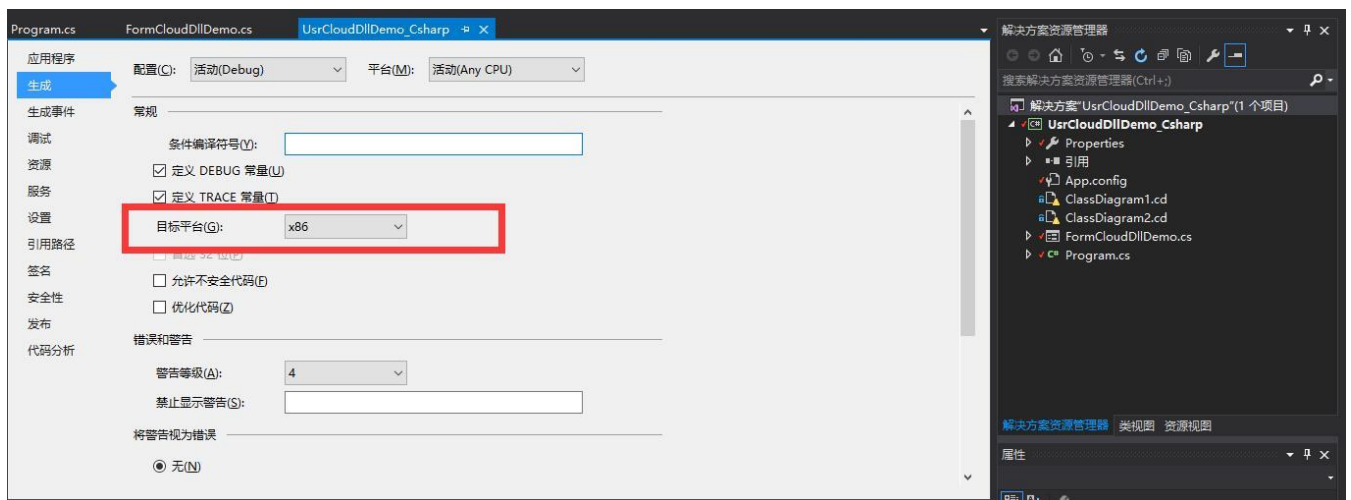 Program.cs FormCloudDllDemo.cs UsrCloudDllDemo_Csharp
应用程序
生成
生成事件
调试
资源
服务
设置
引用路径
签名
安全性
发布
代码分析
配置(C): 活动(Debug) 平台(M): 活动(Any CPU)
常规
条件编译符号(Y):
定义 DEBUG 常量(U)
定义 TRACE 常量(T)
目标平台(G): x86
首选 32 位(P)
允许不安全代码(F)
优化代码(Z)
错误和警告
警告等级(A): 4
禁止显示警告(S):
将警告视为错误
无(N)
解决方案资源管理器
搜索解决方案资源管理器(Ctrl+;)
解决方案"UsrCloudDllDemo_Csharp"(1 个项目)
UsrCloudDllDemo_Csharp
Properties
引用
App.config
ClassDiagram1.cd
ClassDiagram2.cd
FormCloudDllDemo.cs
Program.cs
解决方案资源管理器 类视图 资源视图
属性